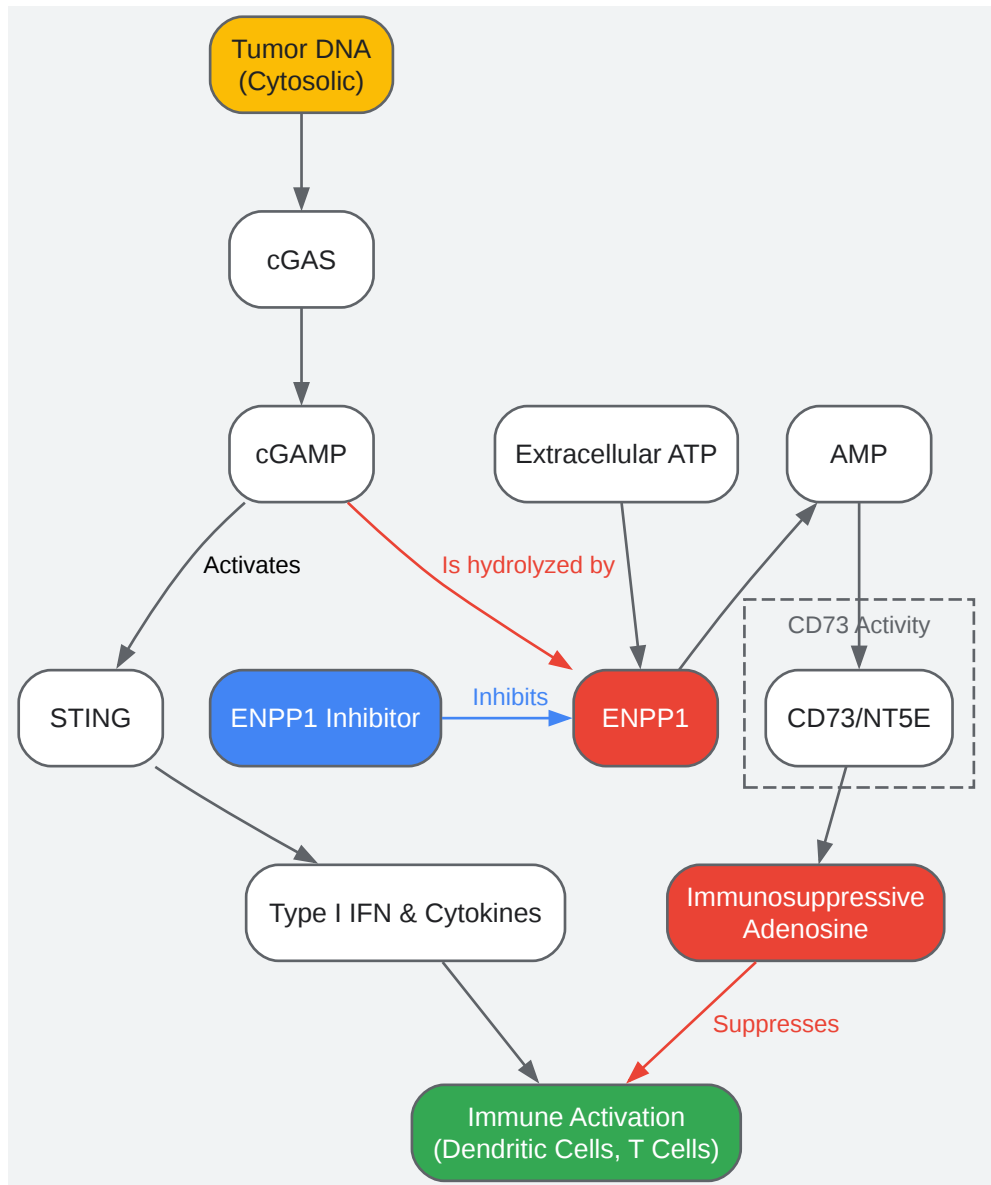 Tumor DNA
(Cytosolic)
cGAS
cGAMP
Extracellular ATP
AMP
Activates
Is hydrolyzed by
CD73 Activity
STING
ENPP1 Inhibitor
Inhibits
ENPP1
CD73/NT5E
Type I IFN & Cytokines
Immunosuppressive
Adenosine
Suppresses
Immune Activation
(Dendritic Cells, T Cells)